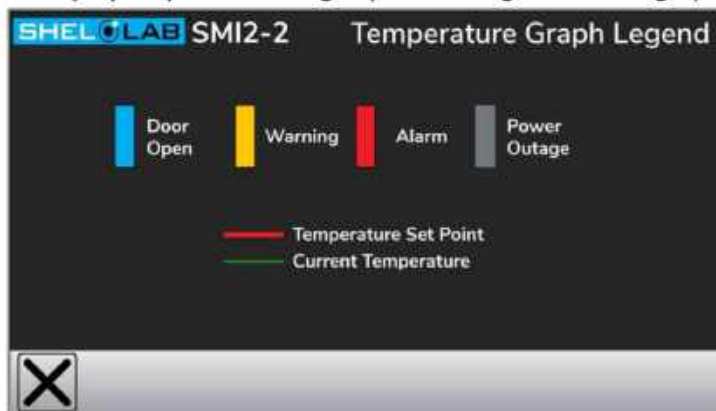 SHEL LAB SMI2-2 Temperature Graph Legend
Door Open
Warning
Alarm
Power Outage
Temperature Set Point
Current Temperature